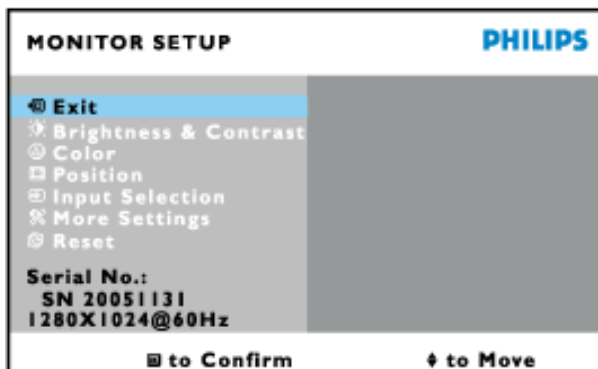 MONITOR SETUP PHILIPS
Exit
Brightness & Contrast
Color
Position
Input Selection
More Settings
Reset
Serial No.:
SN 20051131
1280X1024@60Hz
to Confirm to Move